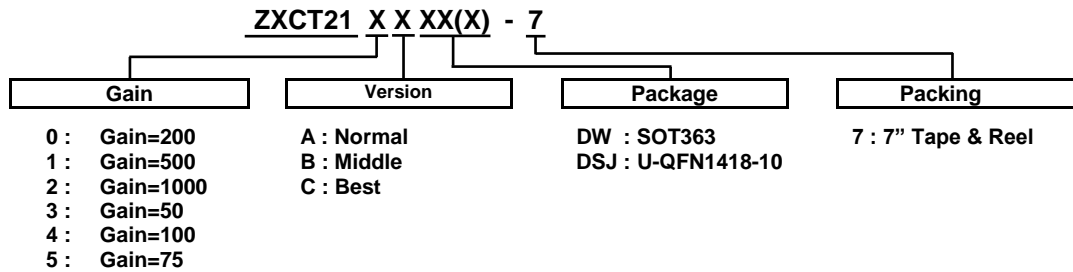 ZXCT21 X X XX(X) - 7
Gain
0 : Gain=200
1 : Gain=500
2 : Gain=1000
3 : Gain=50
4 : Gain=100
5 : Gain=75
Version
A : Normal
B : Middle
C : Best
Package
DW : SOT363
DSJ : U-QFN1418-10
Packing
7 : 7” Tape & Reel